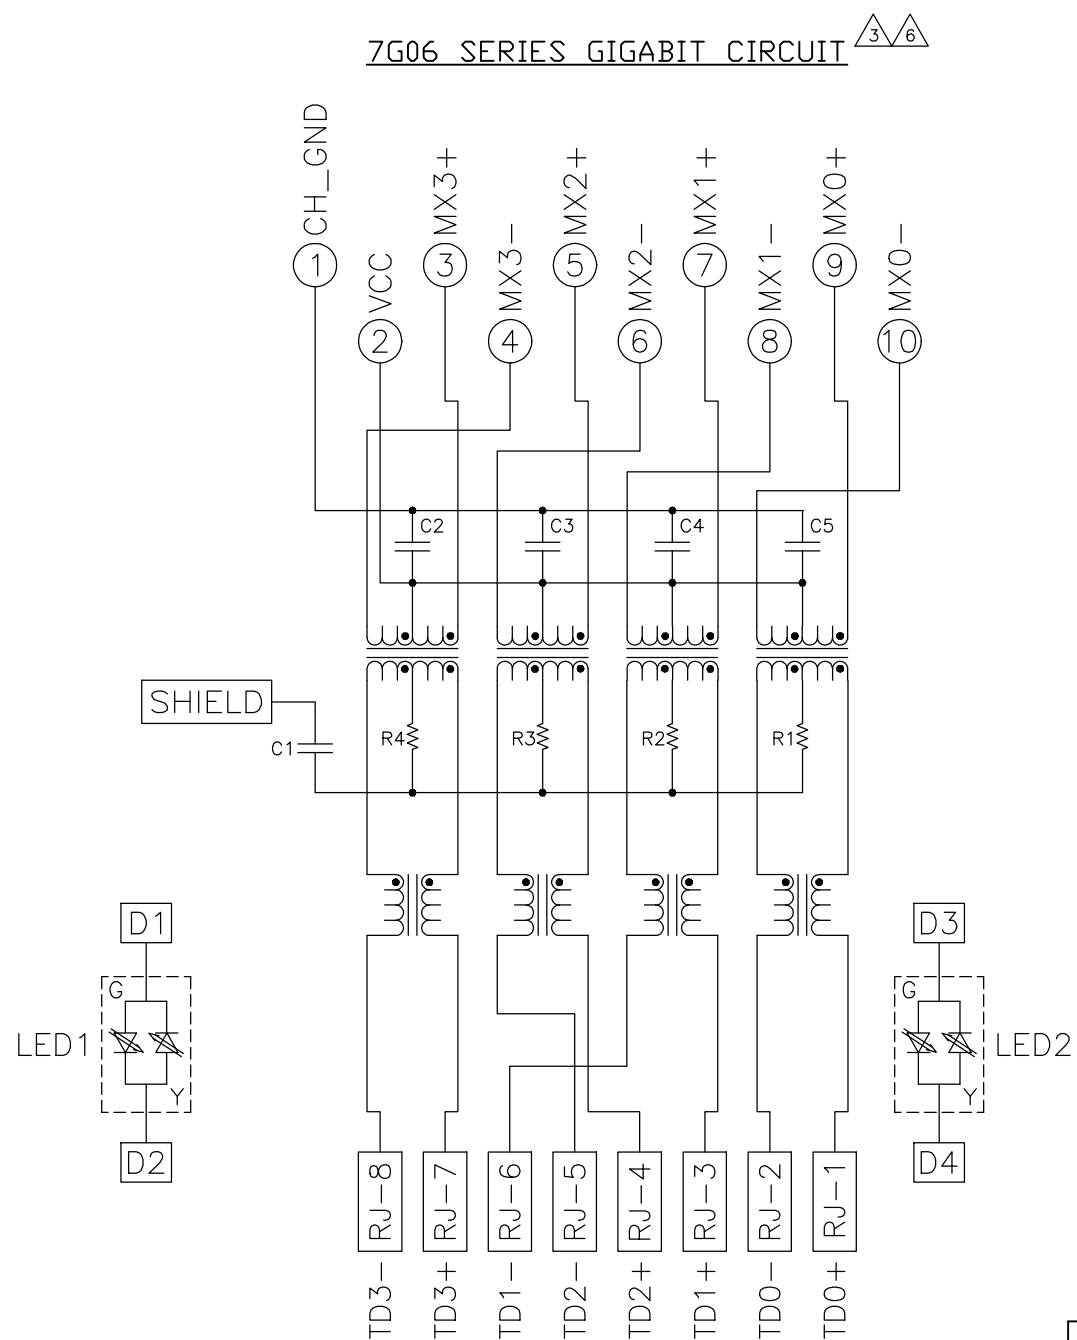 7G06 SERIES GIGABIT CIRCUIT
3 6
CH_GND
VCC
MX3+
MX3-
MX2+
MX2-
MX1+
MX1-
MX0+
MX0-
1
3
5
7
9
2
4
6
8
10
C2
C3
C4
C5
SHIELD
C1
R4
R3
R2
R1
D1
D3
G
G
LED1
LED2
Y
Y
D2
D4
RJ-8
RJ-7
RJ-6
RJ-5
RJ-4
RJ-3
RJ-2
RJ-1
TD3-
TD3+
TD1-
TD2-
TD2+
TD1+
TD0-
TD0+